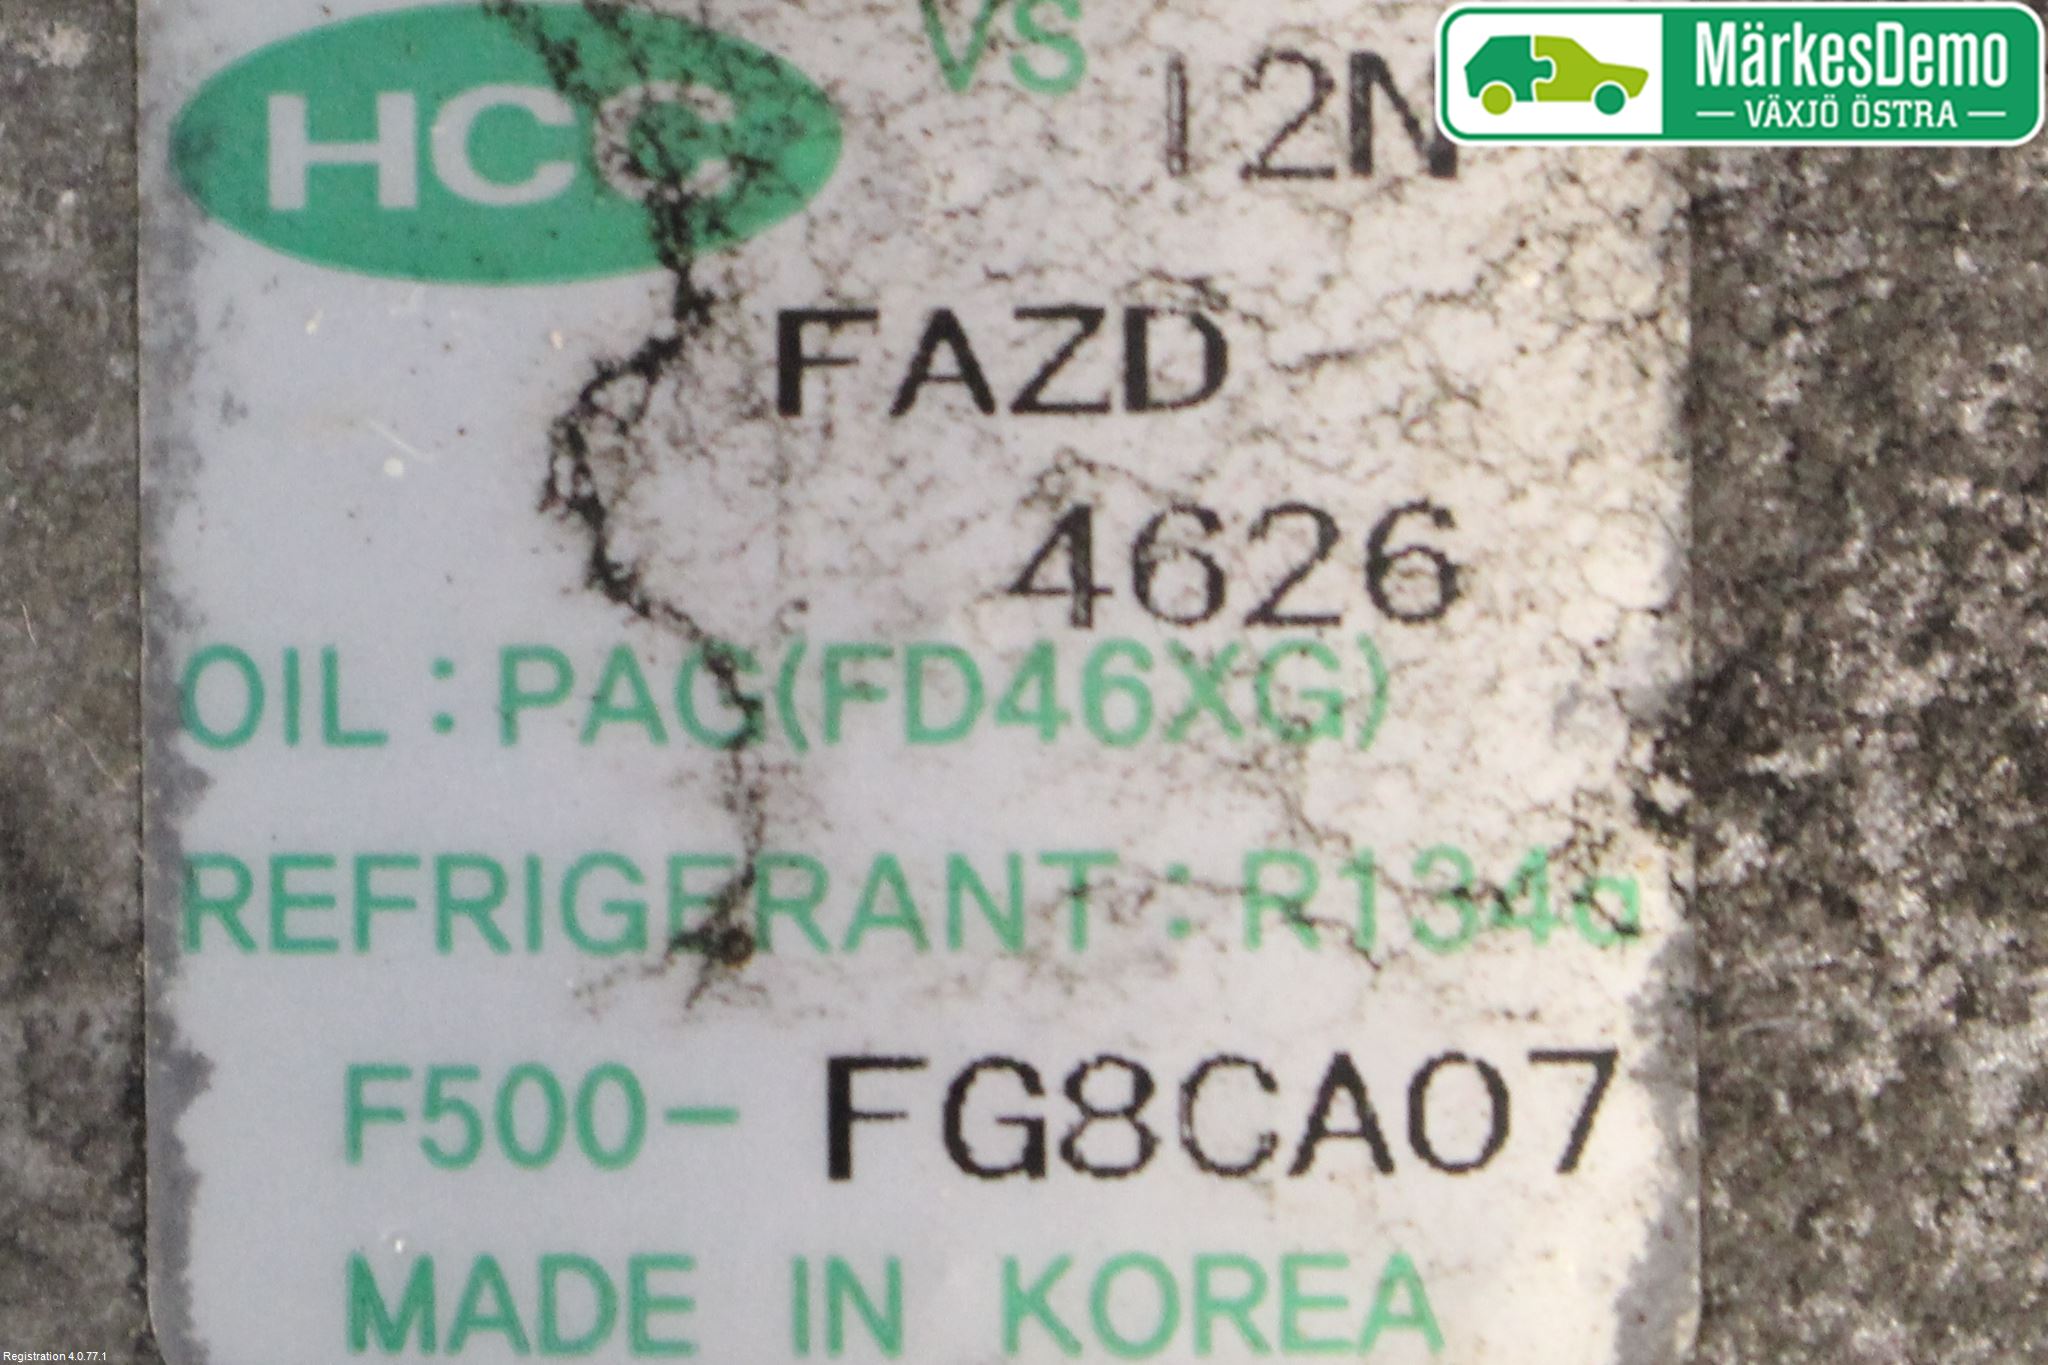 HCC VS 12N
FAZD
4626
OIL : PAG(FD46XG)
REFRIGERANT : R134a
F500- FG8CA07
MADE IN KOREA
MärkesDemo
VÄXJÖ ÖSTRA
Registration 4.0.77.1